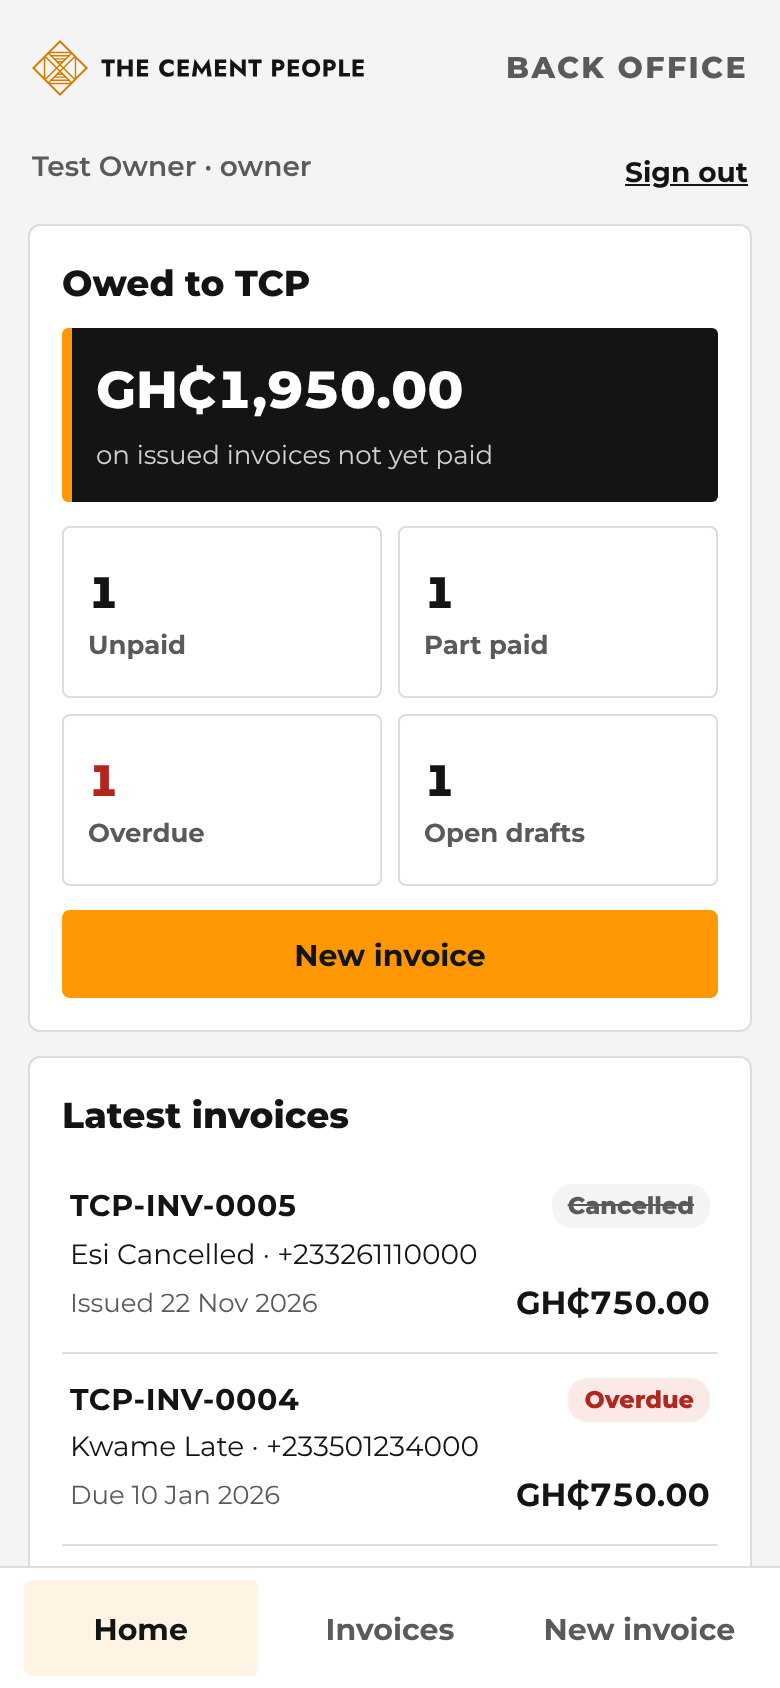 THE CEMENT PEOPLE
BACK OFFICE
Test Owner · owner
Sign out
Owed to TCP
GH₵1,950.00
on issued invoices not yet paid
1
Unpaid
1
Part paid
1
Overdue
1
Open drafts
New invoice
Latest invoices
TCP-INV-0005
Cancelled
Esi Cancelled · +233261110000
Issued 22 Nov 2026
GH₵750.00
TCP-INV-0004
Overdue
Kwame Late · +233501234000
Due 10 Jan 2026
GH₵750.00
Home
Invoices
New invoice